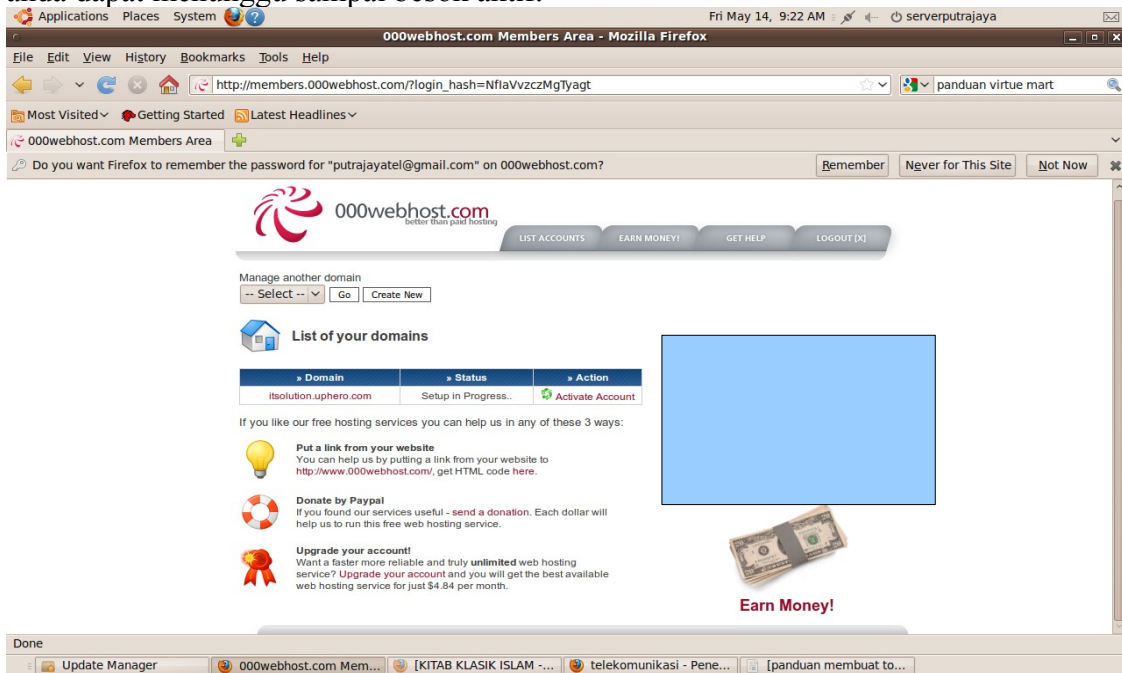 Applications Places System
Fri May 14, 9:22 AM
serverputrajaya
000webhost.com Members Area - Mozilla Firefox
File Edit View History Bookmarks Tools Help
http://members.000webhost.com/?login_hash=NfIaVvzczMgTyagt
panduan virtue mart
Most Visited
Getting Started
Latest Headlines
000webhost.com Members Area
Do you want Firefox to remember the password for "putrajayatel@gmail.com" on 000webhost.com?
Remember
Never for This Site
Not Now
000webhost.com
better than paid hosting
LIST ACCOUNTS
EARN MONEY!
GET HELP
LOGOUT [X]
Manage another domain
-- Select --
Go
Create New
List of your domains
» Domain » Status » Action
itsolution.uphero.com Setup in Progress.. Activate Account
If you like our free hosting services you can help us in any of these 3 ways:
Put a link from your website
You can help us by putting a link from your website to
http://www.000webhost.com/, get HTML code here.
Donate by Paypal
If you found our services useful - send a donation. Each dollar will
help us to run this free web hosting service.
Upgrade your account!
Want a faster more reliable and truly unlimited web hosting
service? Upgrade your account and you will get the best available
web hosting service for just $4.84 per month.
Earn Money!
Done
Update Manager
000webhost.com Mem...
[KITAB KLASIK ISLAM -...
telekomunikasi - Pene...
[panduan membuat to...